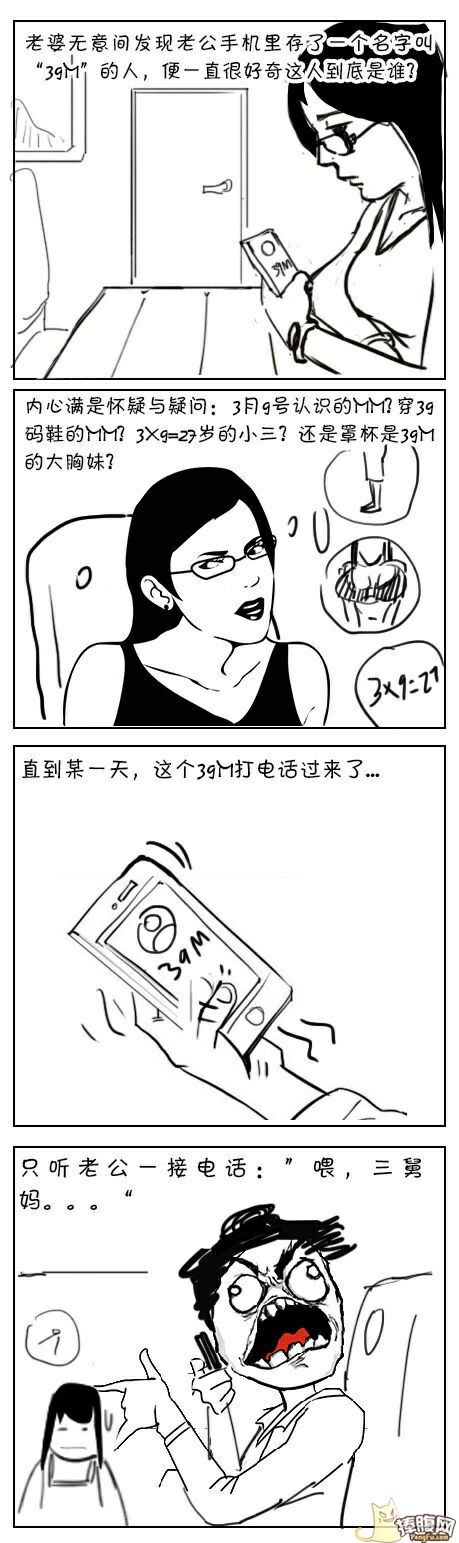 老婆无意间发现老公手机里存了一个名字叫
“39M”的人，便一直很好奇这人到底是谁？
39M
内心满是怀疑与疑问：3月9号认识的MM？穿39
码鞋的MM？3X9=27岁的小三？还是罩杯是39M
的大胸妹？
3x9=27
直到某一天，这个39M打电话过来了...
39M
只听老公一接电话：”喂，三舅
妈。。。“
捧腹网
PengFu.com